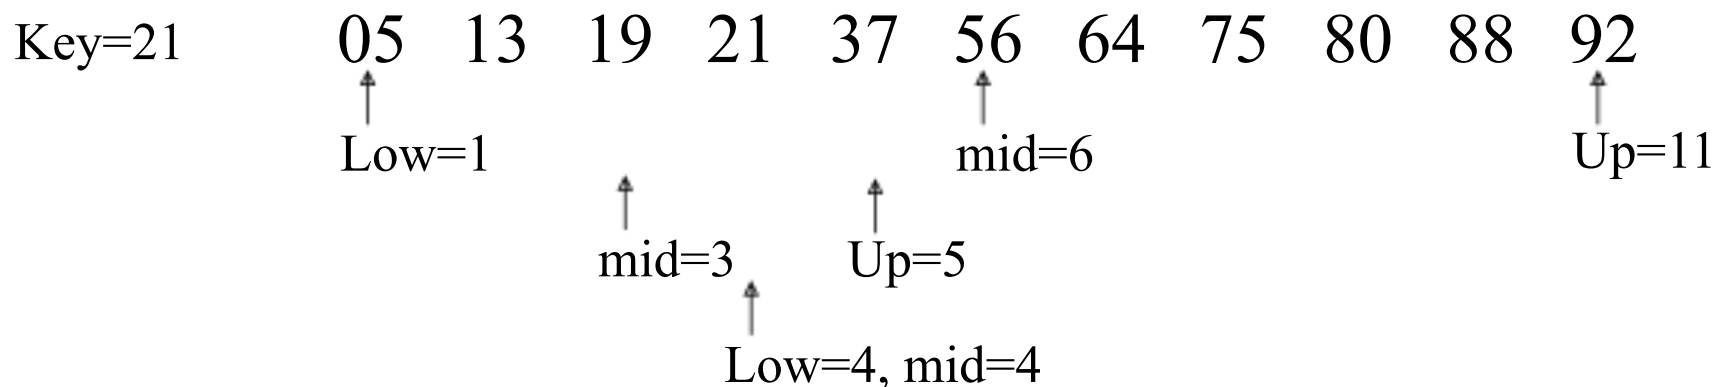 Key=21 05 13 19 21 37 56 64 75 80 88 92
Low=1 mid=6 Up=11
mid=3 Up=5
Low=4, mid=4